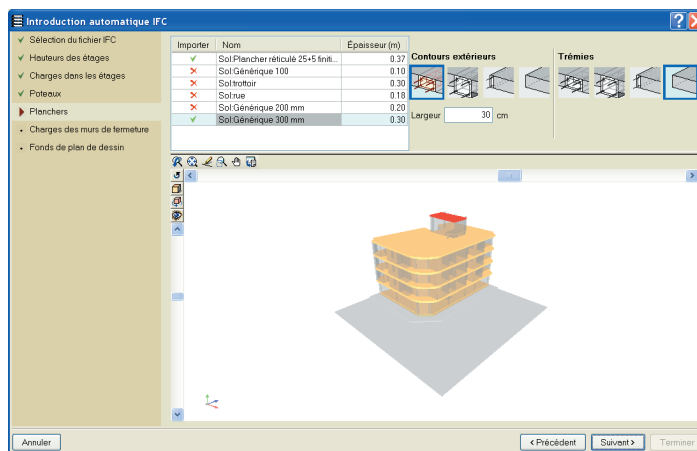 Introduction automatique IFC
Sélection du fichier IFC
Hauteurs des étages
Charges dans les étages
Poteaux
Planchers
Charges des murs de fermeture
Fonds de plan de dessin
Importer Nom Épaisseur (m)
Sol:Plancher réticulé 25+5 finiti... 0.37
Sol:Générique 100 0.10
Sol:trottoir 0.30
Sol:rue 0.18
Sol:Générique 200 mm 0.20
Sol:Générique 300 mm 0.30
Contours extérieurs
Largeur 30 cm
Trémies
Annuler
< Précédent
Suivant >
Terminer